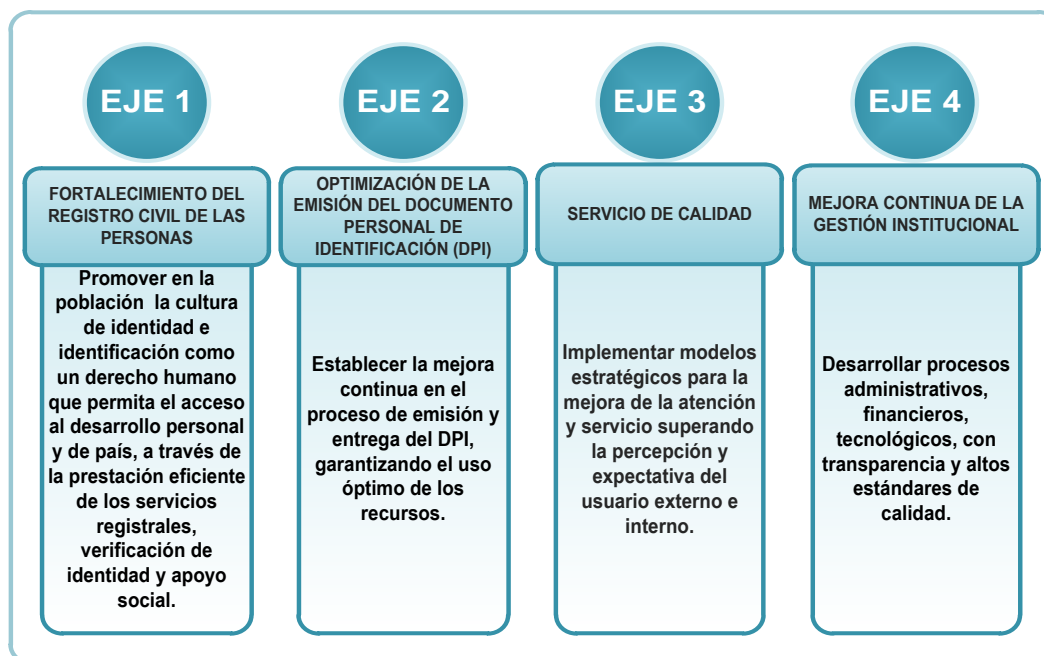 EJE 1
FORTALECIMIENTO DEL
REGISTRO CIVIL DE LAS
PERSONAS
Promover en la
población la cultura
de identidad e
identificación como
un derecho humano
que permita el acceso
al desarrollo personal
y de país, a través de
la prestación eficiente
de los servicios
registrales,
verificación de
identidad y apoyo
social.
EJE 2
OPTIMIZACIÓN DE LA
EMISIÓN DEL DOCUMENTO
PERSONAL DE
IDENTIFICACIÓN (DPI)
Establecer la mejora
continua en el
proceso de emisión y
entrega del DPI,
garantizando el uso
óptimo de los
recursos.
EJE 3
SERVICIO DE CALIDAD
Implementar modelos
estratégicos para la
mejora de la atención
y servicio superando
la percepción y
expectativa del
usuario externo e
interno.
EJE 4
MEJORA CONTINUA DE LA
GESTIÓN INSTITUCIONAL
Desarrollar procesos
administrativos,
financieros,
tecnológicos, con
transparencia y altos
estándares de
calidad.